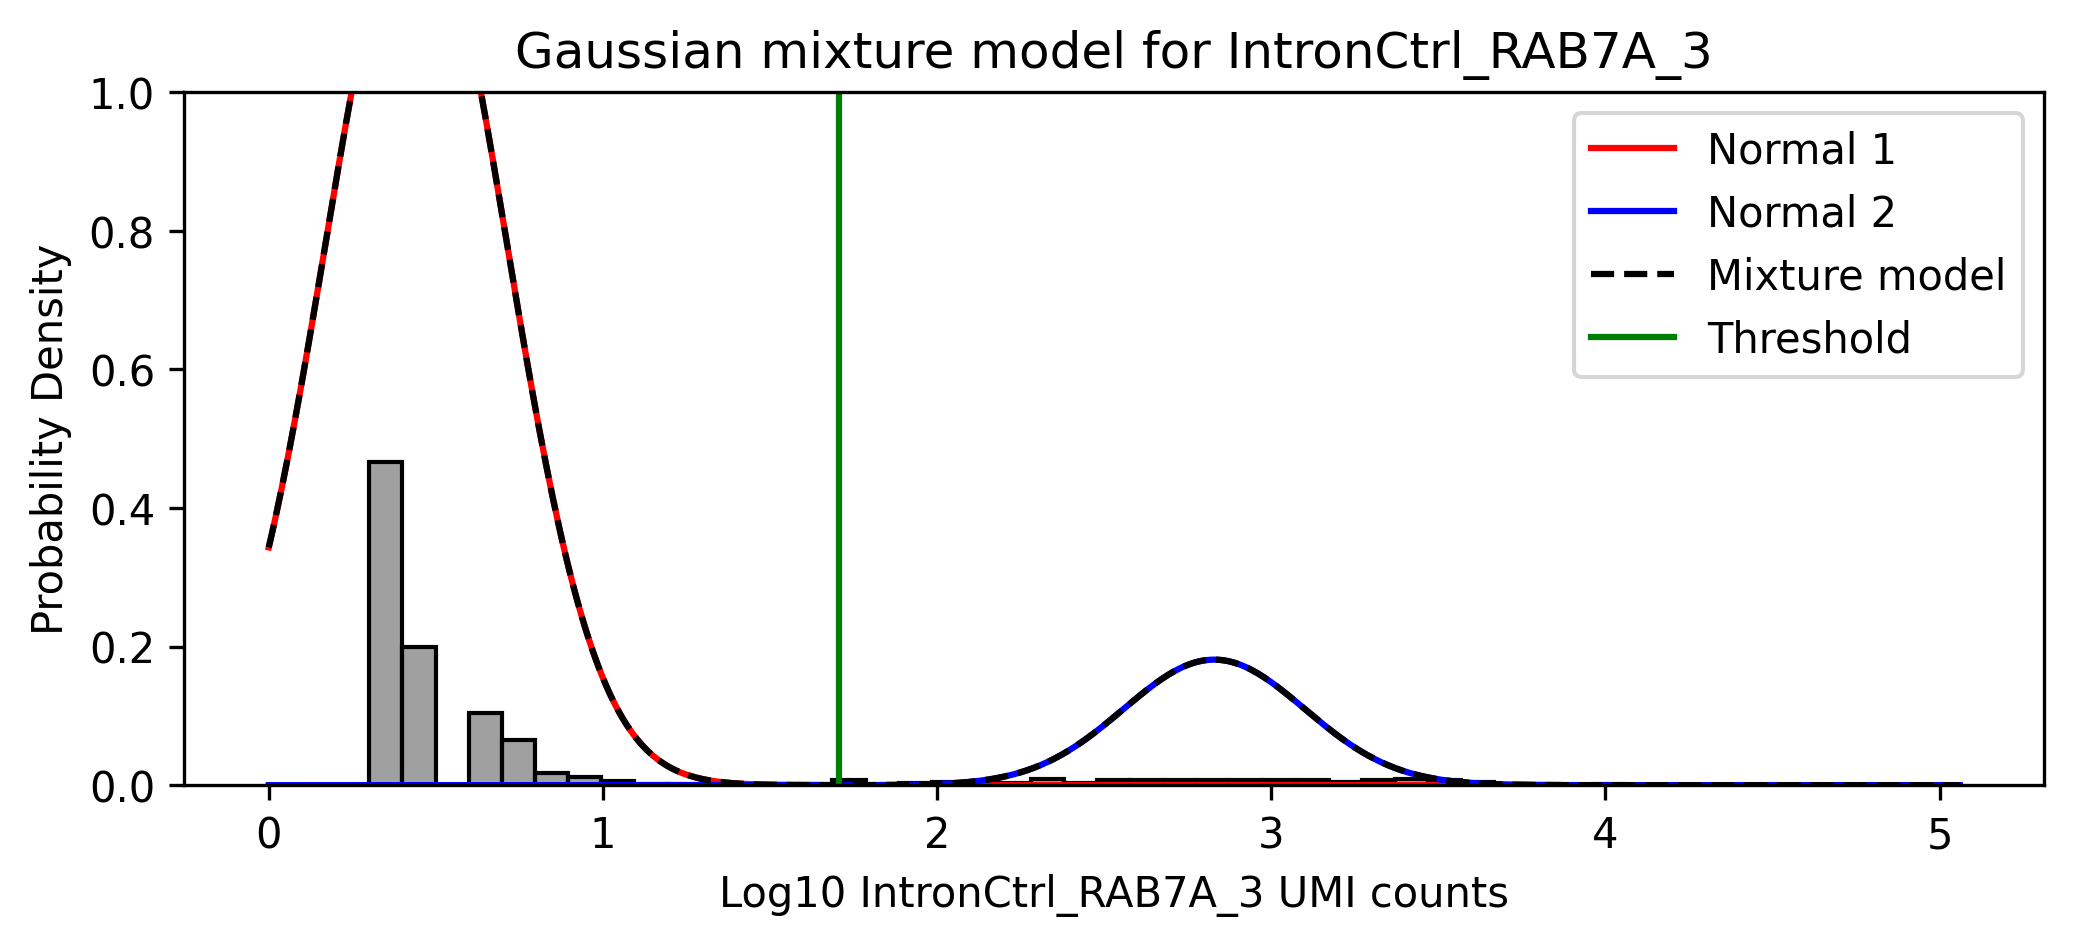 Gaussian mixture model for IntronCtrl_RAB7A_3
1.0
0.8
0.6
0.4
0.2
0.0
Probability Density
Normal 1
Normal 2
Mixture model
Threshold
0 1 2 3 4 5
Log10 IntronCtrl_RAB7A_3 UMI counts